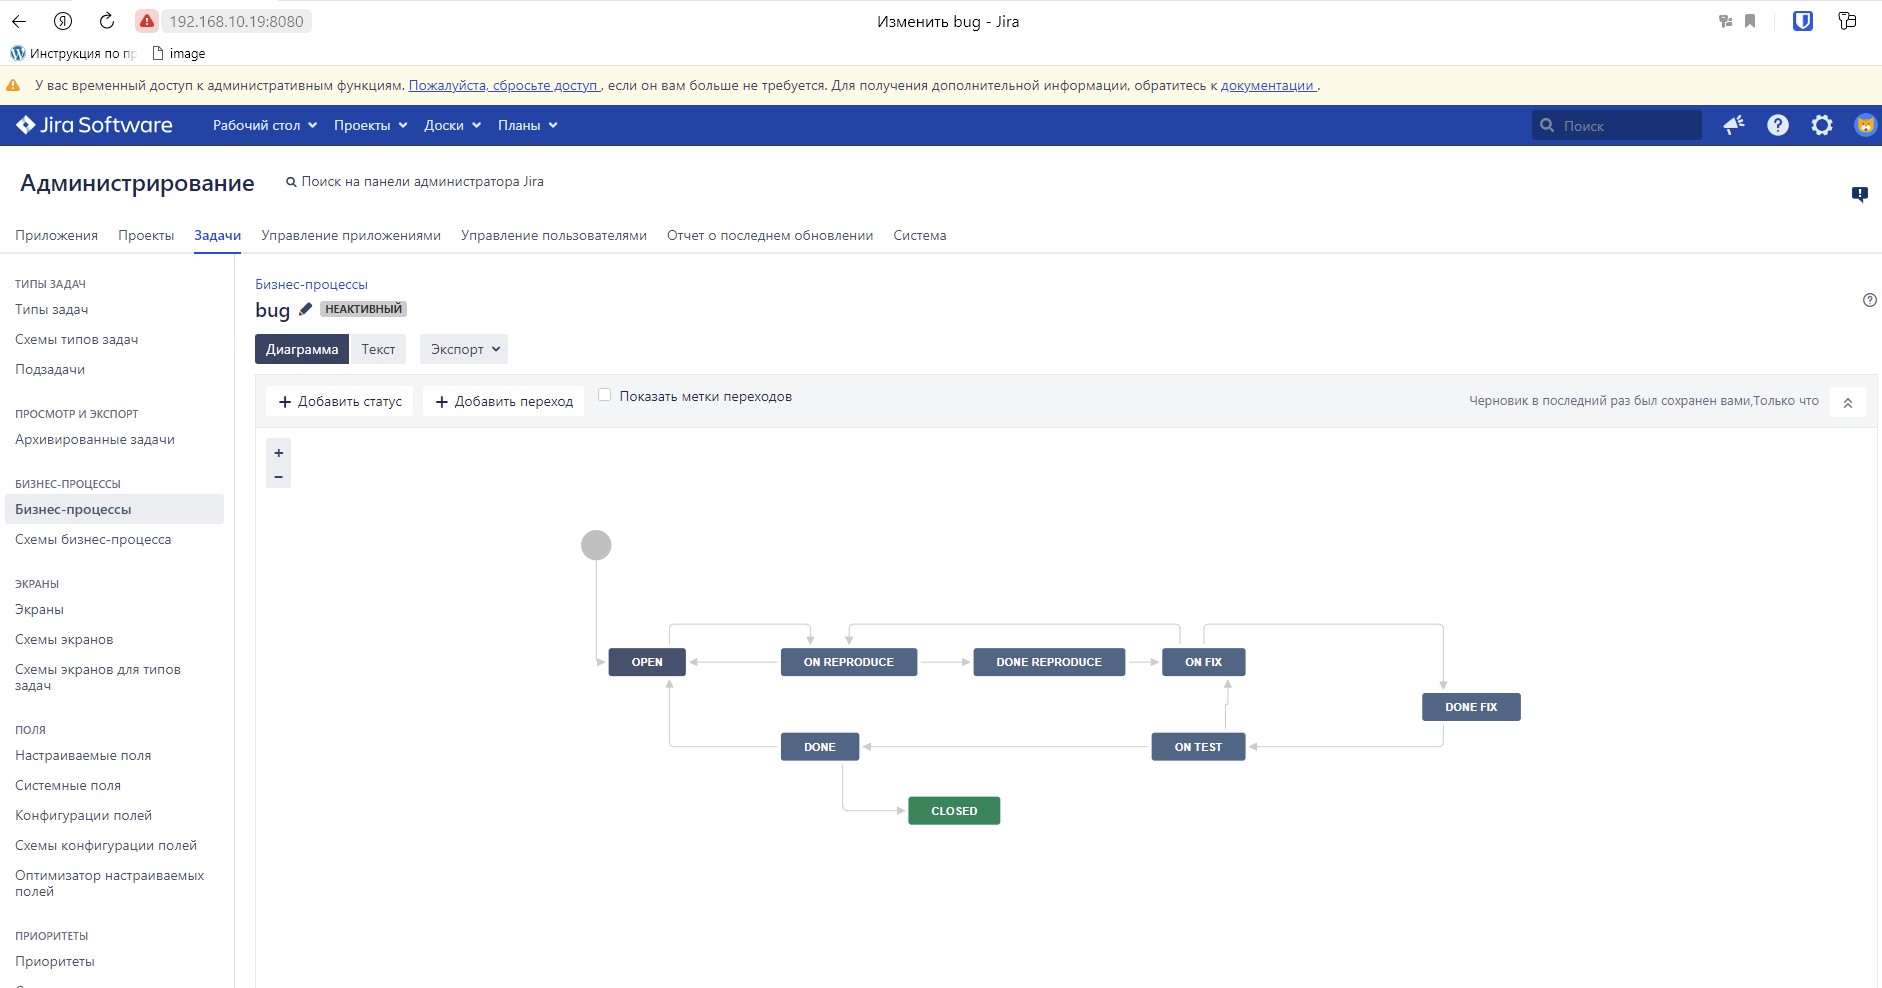 192.168.10.19:8080
Изменить bug - Jira
Инструкция по пр
image
У вас временный доступ к административным функциям. Пожалуйста, сбросьте доступ , если он вам больше не требуется. Для получения дополнительной информации, обратитесь к документации .
Jira Software
Рабочий стол
Проекты
Доски
Планы
Поиск
Администрирование
Поиск на панели администратора Jira
Приложения
Проекты
Задачи
Управление приложениями
Управление пользователями
Отчет о последнем обновлении
Система
ТИПЫ ЗАДАЧ
Типы задач
Схемы типов задач
Подзадачи
ПРОСМОТР И ЭКСПОРТ
Архивированные задачи
БИЗНЕС-ПРОЦЕССЫ
Бизнес-процессы
Схемы бизнес-процесса
ЭКРАНЫ
Экраны
Схемы экранов
Схемы экранов для типов
задач
ПОЛЯ
Настраиваемые поля
Системные поля
Конфигурации полей
Схемы конфигурации полей
Оптимизатор настраиваемых
полей
ПРИОРИТЕТЫ
Приоритеты
Бизнес-процессы
bug
НЕАКТИВНЫЙ
Диаграмма
Текст
Экспорт
+ Добавить статус
+ Добавить переход
Показать метки переходов
Черновик в последний раз был сохранен вами,Только что
+
−
OPEN
ON REPRODUCE
DONE REPRODUCE
ON FIX
DONE FIX
DONE
ON TEST
CLOSED